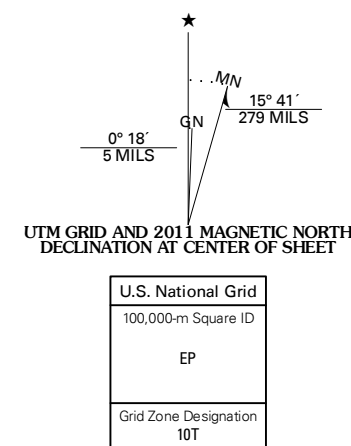 ★
MN
GN
15° 41´
279 MILS
0° 18´
5 MILS
UTM GRID AND 2011 MAGNETIC NORTH
DECLINATION AT CENTER OF SHEET
U.S. National Grid
100,000-m Square ID
EP
Grid Zone Designation
10T